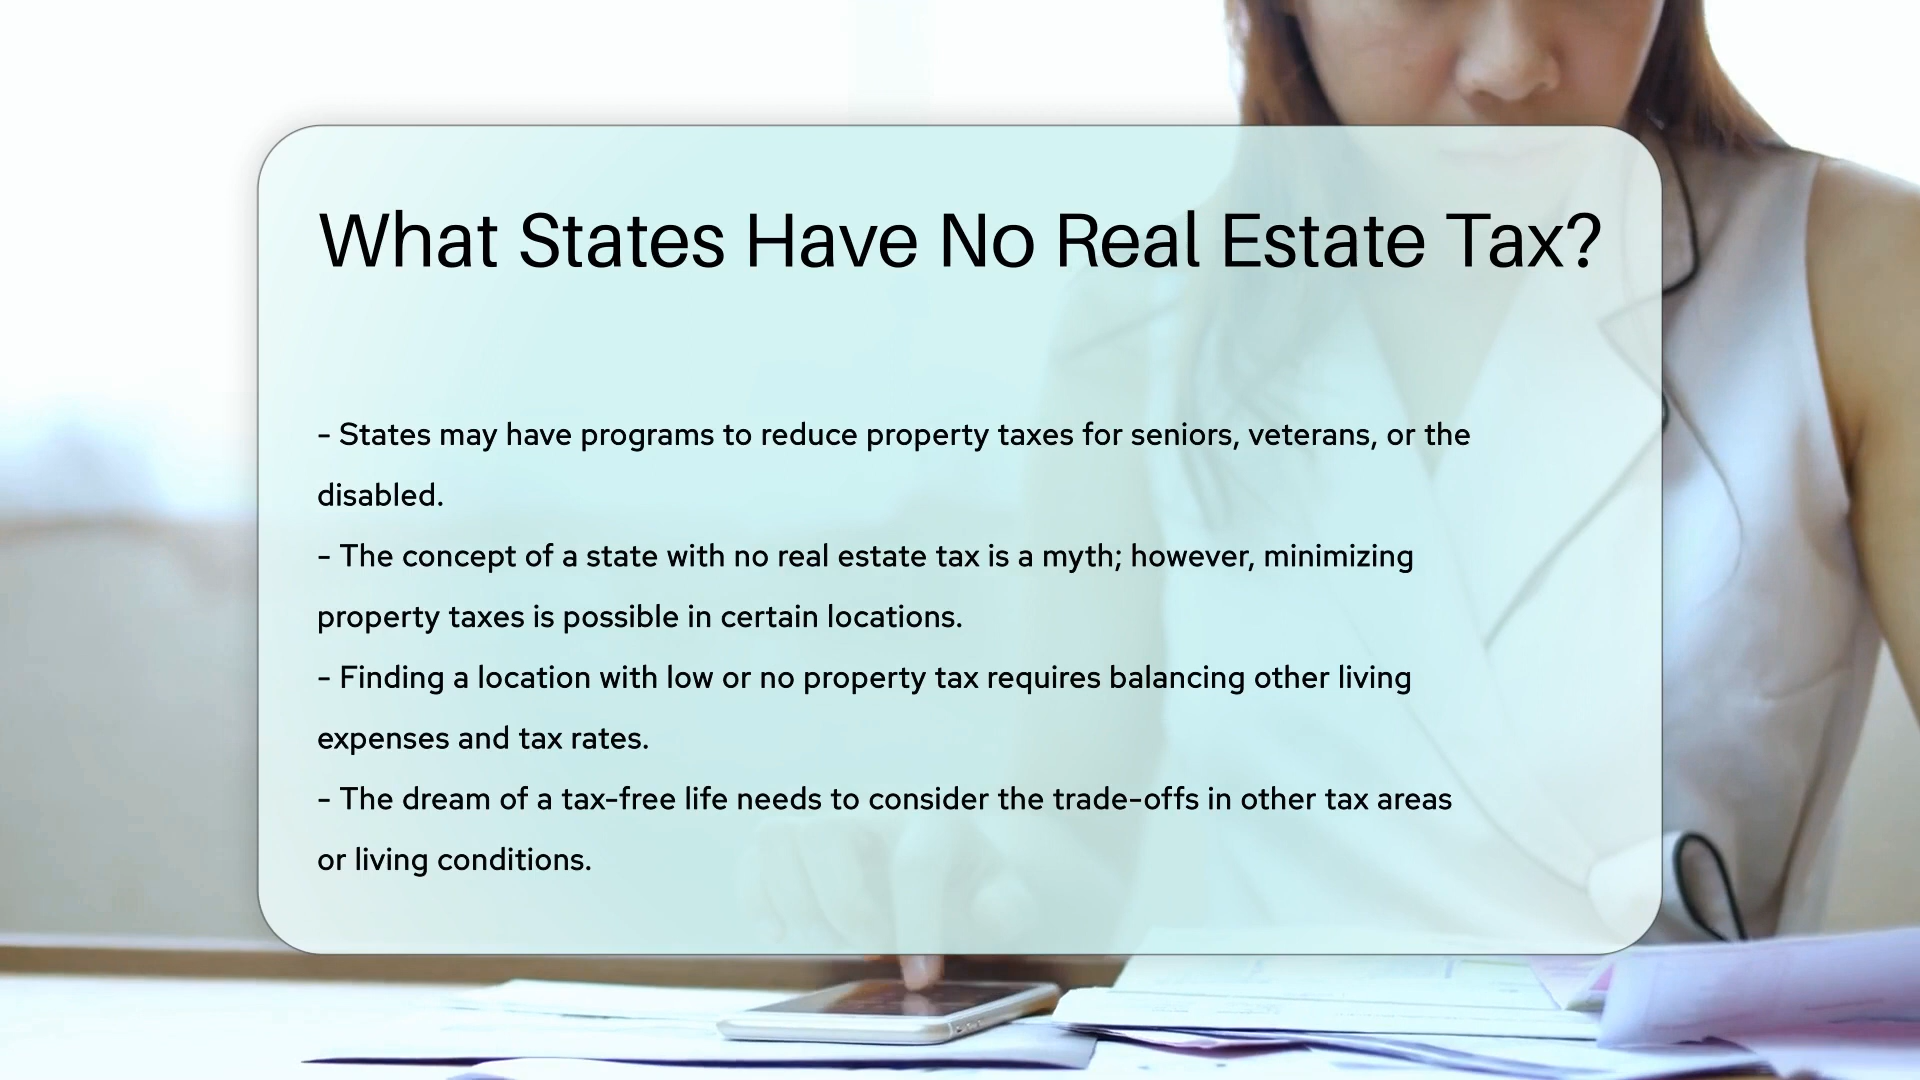 What States Have No Real Estate Tax?
- States may have programs to reduce property taxes for seniors, veterans, or the
disabled.
- The concept of a state with no real estate tax is a myth; however, minimizing
property taxes is possible in certain locations.
- Finding a location with low or no property tax requires balancing other living
expenses and tax rates.
- The dream of a tax-free life needs to consider the trade-offs in other tax areas
or living conditions.